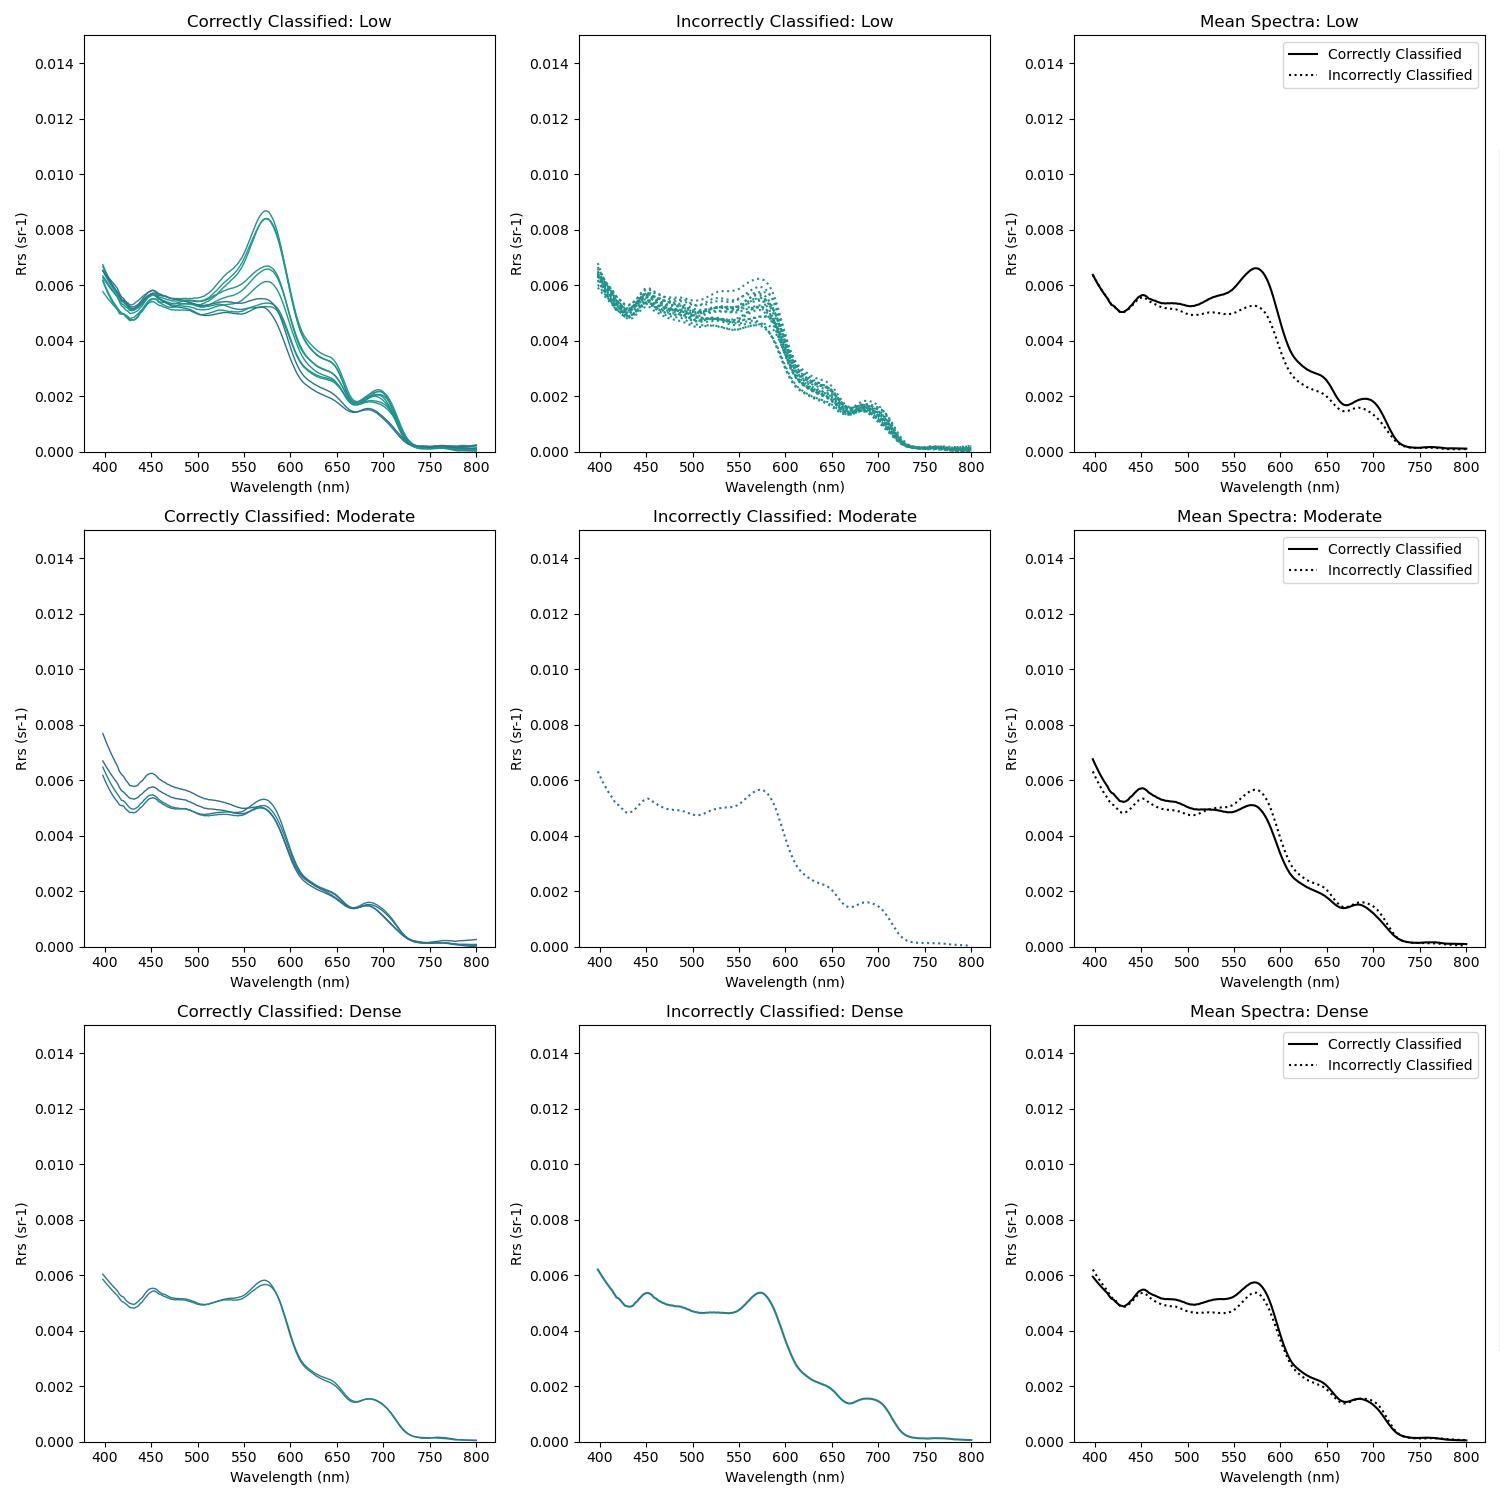 Correctly Classified: Low
Incorrectly Classified: Low
Mean Spectra: Low
0.014
0.012
0.010
0.008
0.006
0.004
0.002
0.000
Rrs (sr-1)
400 450 500 550 600 650 700 750 800
Wavelength (nm)
0.014
0.012
0.010
0.008
0.006
0.004
0.002
0.000
Rrs (sr-1)
400 450 500 550 600 650 700 750 800
Wavelength (nm)
Correctly Classified
Incorrectly Classified
0.014
0.012
0.010
0.008
0.006
0.004
0.002
0.000
Rrs (sr-1)
400 450 500 550 600 650 700 750 800
Wavelength (nm)
Correctly Classified: Moderate
Incorrectly Classified: Moderate
Mean Spectra: Moderate
0.014
0.012
0.010
0.008
0.006
0.004
0.002
0.000
Rrs (sr-1)
400 450 500 550 600 650 700 750 800
Wavelength (nm)
0.014
0.012
0.010
0.008
0.006
0.004
0.002
0.000
Rrs (sr-1)
400 450 500 550 600 650 700 750 800
Wavelength (nm)
Correctly Classified
Incorrectly Classified
0.014
0.012
0.010
0.008
0.006
0.004
0.002
0.000
Rrs (sr-1)
400 450 500 550 600 650 700 750 800
Wavelength (nm)
Correctly Classified: Dense
Incorrectly Classified: Dense
Mean Spectra: Dense
0.014
0.012
0.010
0.008
0.006
0.004
0.002
0.000
Rrs (sr-1)
400 450 500 550 600 650 700 750 800
Wavelength (nm)
0.014
0.012
0.010
0.008
0.006
0.004
0.002
0.000
Rrs (sr-1)
400 450 500 550 600 650 700 750 800
Wavelength (nm)
Correctly Classified
Incorrectly Classified
0.014
0.012
0.010
0.008
0.006
0.004
0.002
0.000
Rrs (sr-1)
400 450 500 550 600 650 700 750 800
Wavelength (nm)